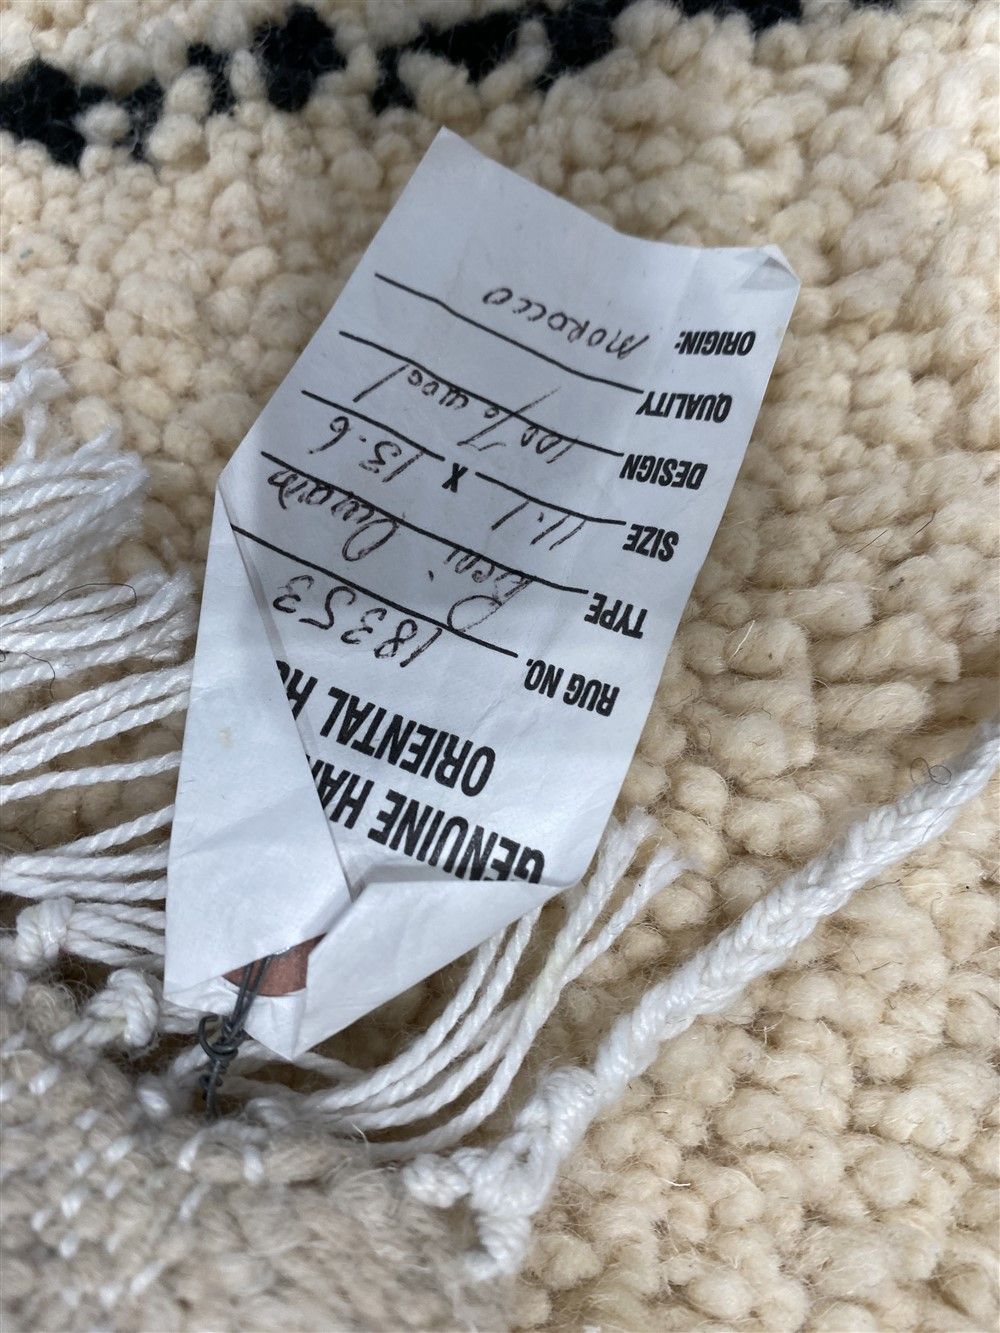 GENUINE HA
ORIENTAL
RUG NO. 18353
TYPE Beni
SIZE 11.1 X 13.6
DESIGN 100% wool
QUALITY
ORIGIN: MOROCCO